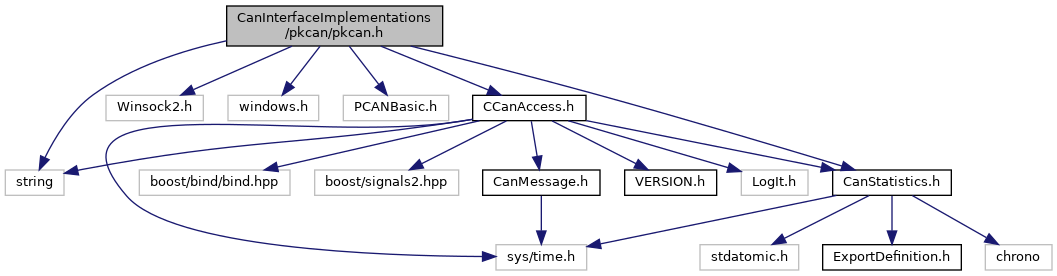 CanInterfaceImplementations
/pkcan/pkcan.h
Winsock2.h
windows.h
PCANBasic.h
CCanAccess.h
string
boost/bind/bind.hpp
boost/signals2.hpp
CanMessage.h
VERSION.h
LogIt.h
CanStatistics.h
sys/time.h
stdatomic.h
ExportDefinition.h
chrono